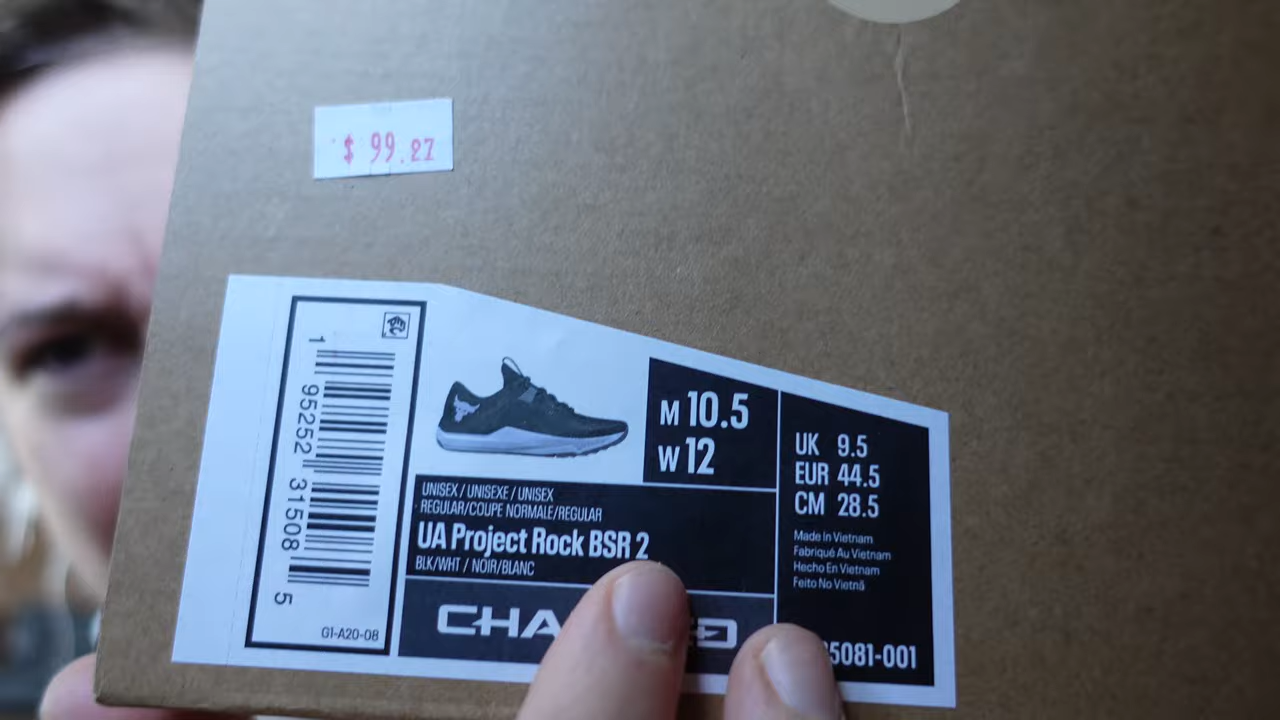 $ 99.27
1 95252 31508 5
GI-A20-08
M 10.5
W 12
UNISEX / UNISEXE / UNISEX
REGULAR/COUPE NORMALE/REGULAR
UA Project Rock BSR 2
BLK/WHT / NOIR/BLANC
UK 9.5
EUR 44.5
CM 28.5
Made In Vietnam
Fabriqué Au Vietnam
Hecho En Vietnam
Feito No Vietnã
5081-001